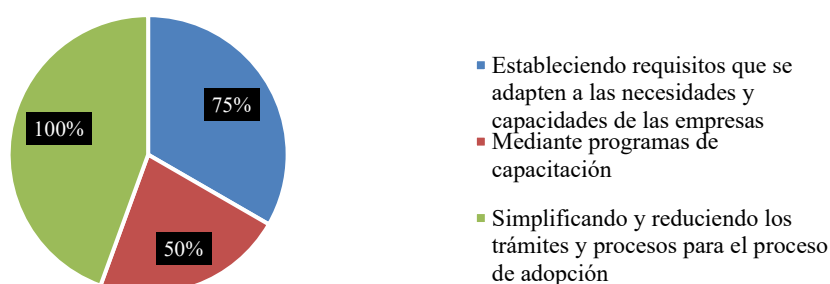 75%
100%
50%
Estableciendo requisitos que se
adapten a las necesidades y
capacidades de las empresas
Mediante programas de
capacitación
Simplificando y reduciendo los
trámites y procesos para el proceso
de adopción